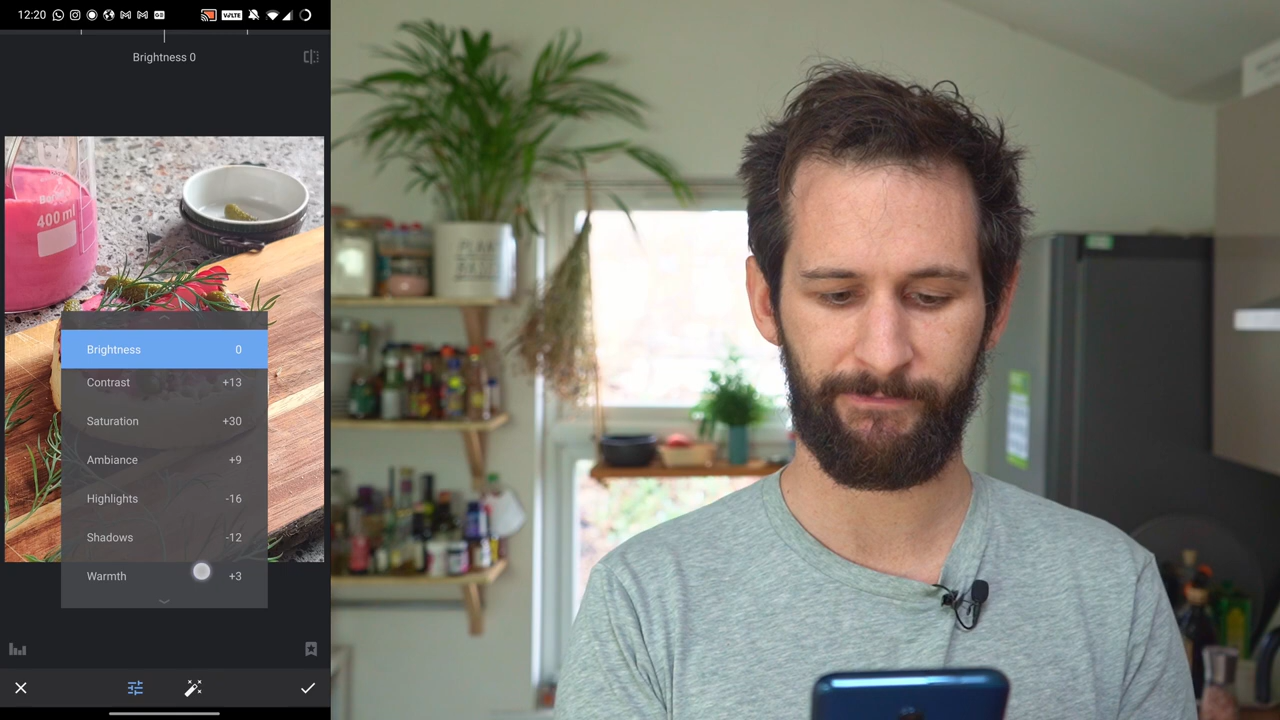 12:20
VoLTE
Brightness 0
400 ml
Brightness 0
Contrast +13
Saturation +30
Ambiance +9
Highlights -16
Shadows -12
Warmth +3